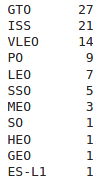 GTO 27
ISS 21
VLEO 14
PO 9
LEO 7
SSO 5
MEO 3
SO 1
HEO 1
GEO 1
ES-L1 1